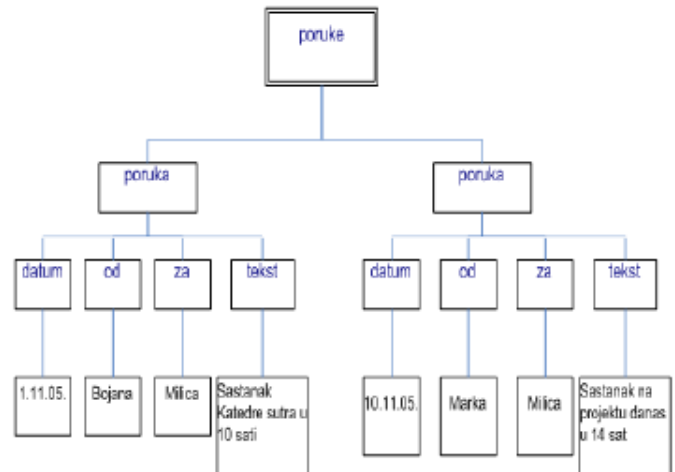 poruke
poruka
poruka
datum
od
za
tekst
datum
od
za
tekst
1.11.05.
Bojana
Milica
Sastanak
Katedre sutra u
10 sati
10.11.05.
Marka
Milica
Sastanak na
projektu danas
u 14 sat